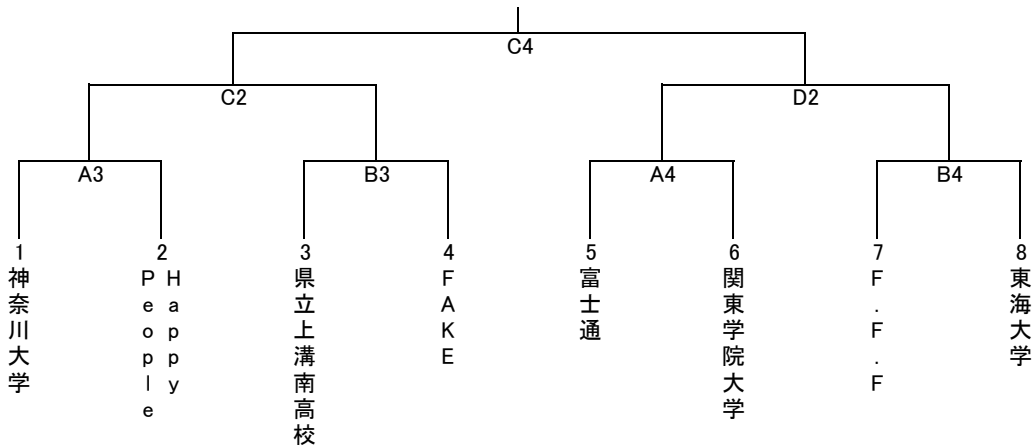 C4
C2
D2
A3
B3
A4
B4
1
2
3
4
5
6
7
8
神奈川大学
Happy
People
県立上溝南高校
FAKE
富士通
関東学院大学
F.F.F
東海大学